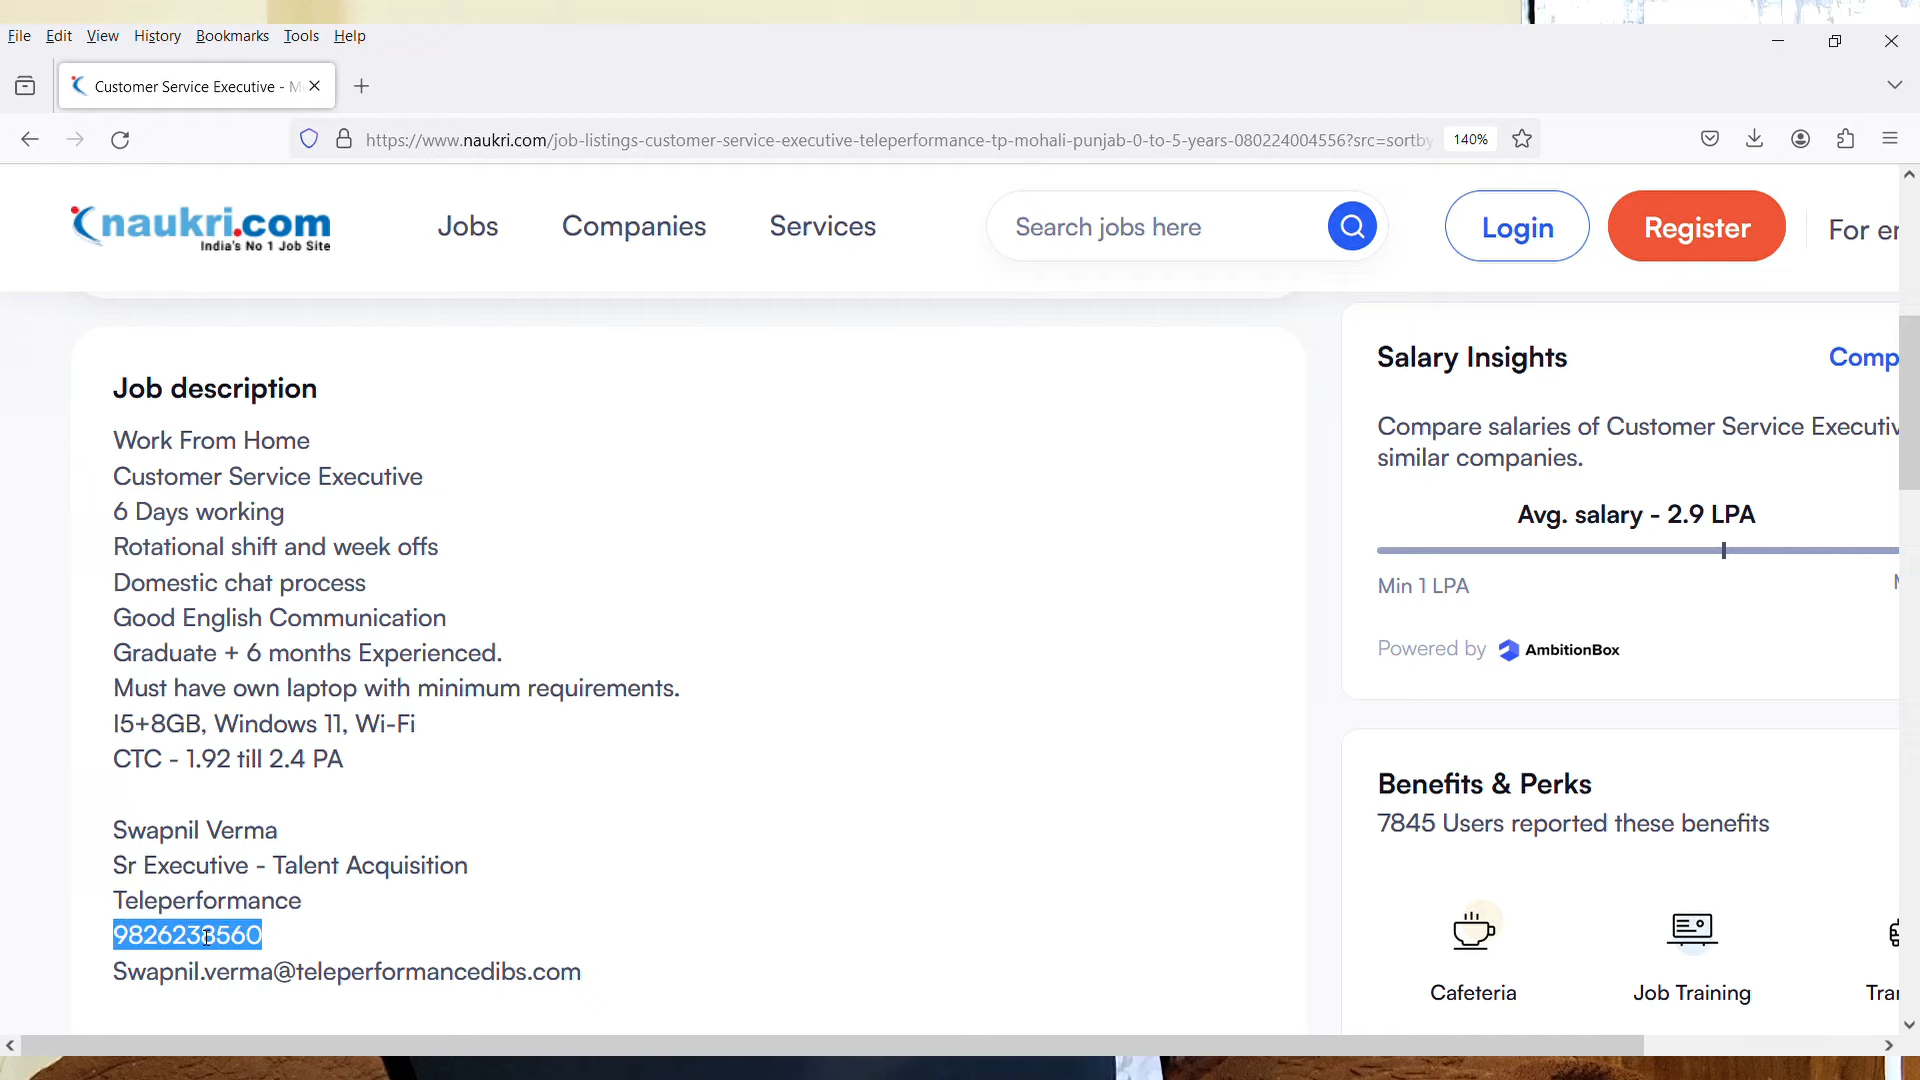 File Edit View History Bookmarks Tools Help
Customer Service Executive - M
https://www.naukri.com/job-listings-customer-service-executive-teleperformance-tp-mohali-punjab-0-to-5-years-080224004556?src=sortby
140%
naukri.com
India's No 1 Job Site
Jobs
Companies
Services
Search jobs here
Login
Register
For er
Job description
Work From Home
Customer Service Executive
6 Days working
Rotational shift and week offs
Domestic chat process
Good English Communication
Graduate + 6 months Experienced.
Must have own laptop with minimum requirements.
I5+8GB, Windows 11, Wi-Fi
CTC - 1.92 till 2.4 PA
Swapnil Verma
Sr Executive - Talent Acquisition
Teleperformance
9826238560
Swapnil.verma@teleperformancedibs.com
Salary Insights
Comp
Compare salaries of Customer Service Executiv
similar companies.
Avg. salary - 2.9 LPA
Min 1 LPA
Powered by AmbitionBox
Benefits & Perks
7845 Users reported these benefits
Cafeteria
Job Training
Trar